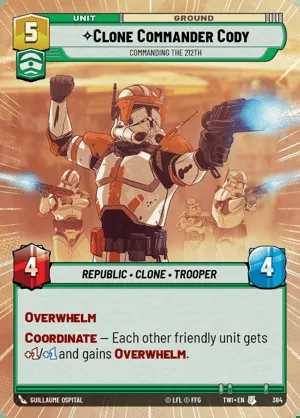 UNIT GROUND
5
✧CLONE COMMANDER CODY
COMMANDING THE 212TH
4 4
REPUBLIC • CLONE • TROOPER
OVERWHELM
COORDINATE — Each other friendly unit gets
+1/+1 and gains OVERWHELM.
GUILLAUME OSPITAL © LFL © FFG TWI • EN 384